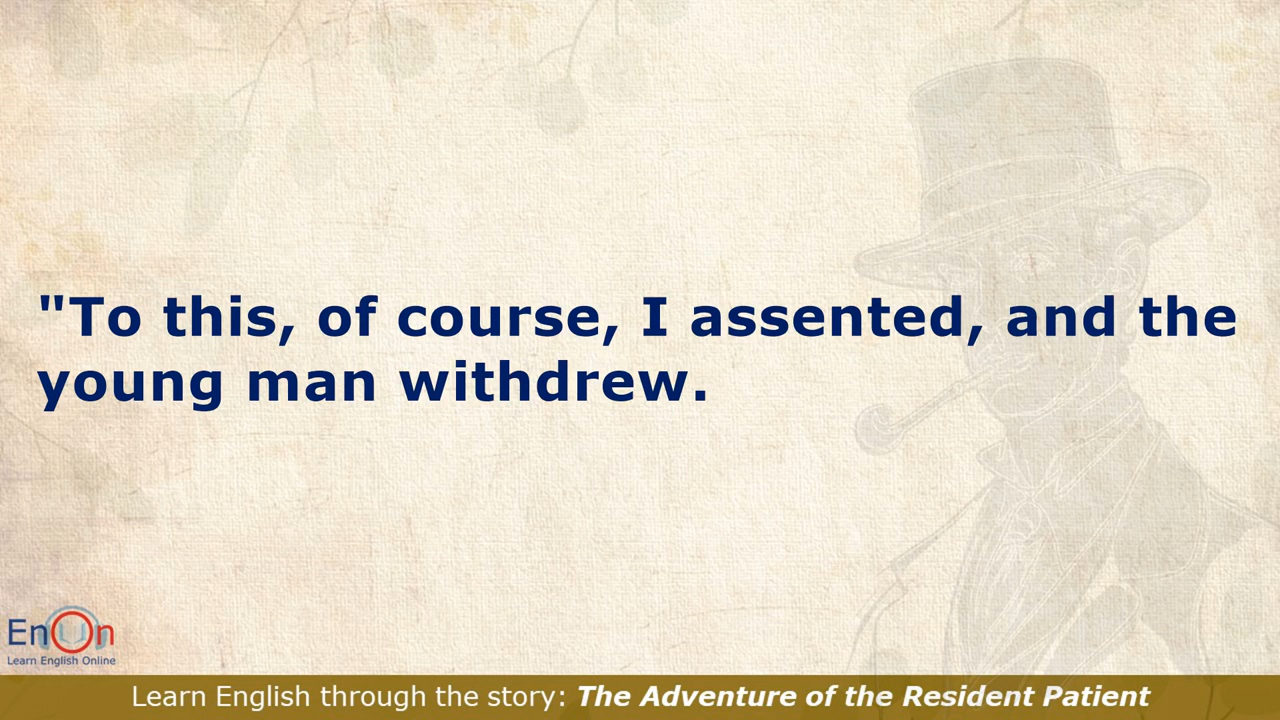 "To this, of course, I assented, and the
young man withdrew.
EnOn
Learn English Online
Learn English through the story: The Adventure of the Resident Patient